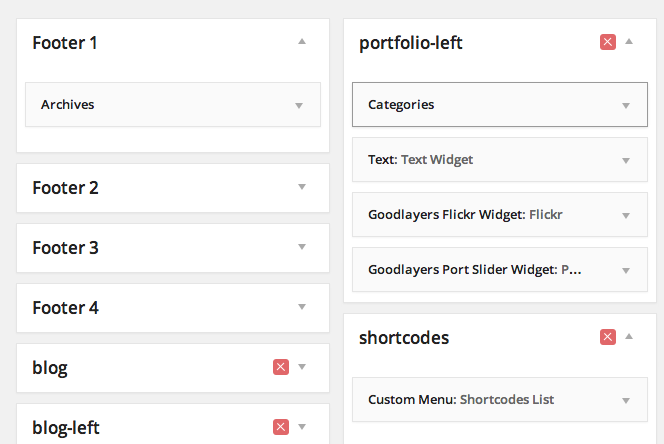 Footer 1
Archives
Footer 2
Footer 3
Footer 4
blog
blog-left
portfolio-left
Categories
Text: Text Widget
Goodlayers Flickr Widget: Flickr
Goodlayers Port Slider Widget: P...
shortcodes
Custom Menu: Shortcodes List